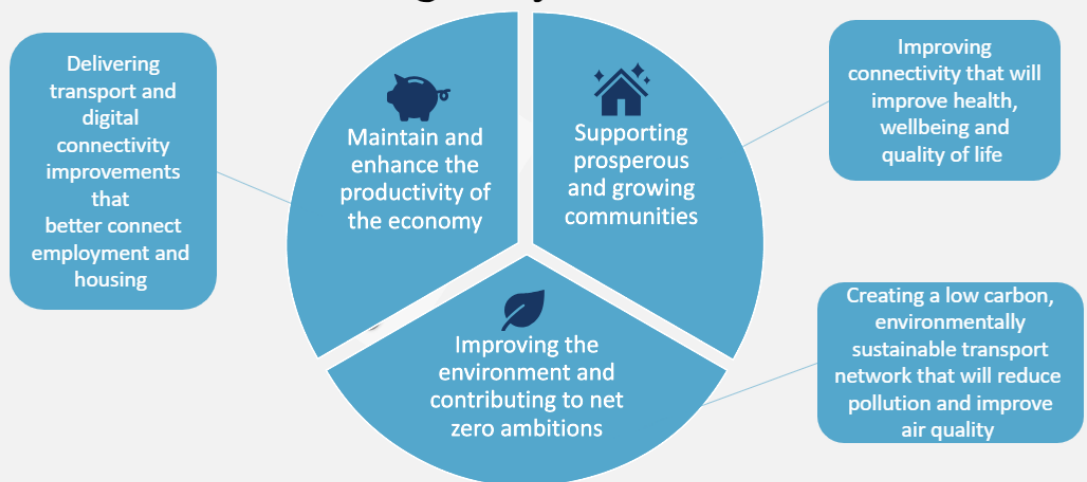 Delivering
transport and
digital
connectivity
improvements
that
better connect
employment and
housing
Maintain and
enhance the
productivity of
the economy
Supporting
prosperous
and growing
communities
Improving
connectivity that will
improve health,
wellbeing and
quality of life
Improving the
environment and
contributing to net
zero ambitions
Creating a low carbon,
environmentally
sustainable transport
network that will reduce
pollution and improve
air quality